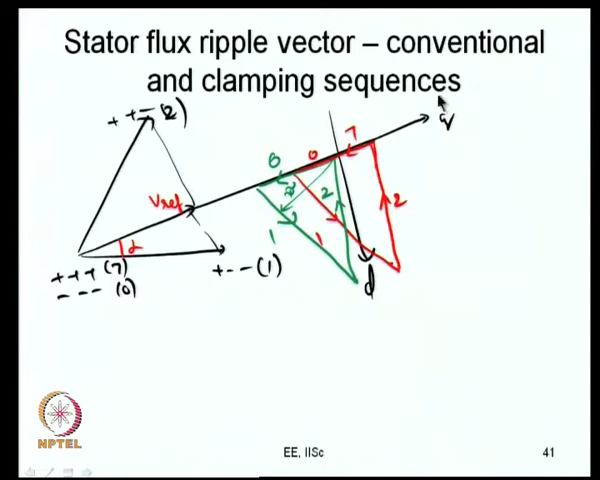 Stator flux ripple vector – conventional
and clamping sequences
+ + – (2)
q
7
0
0
Vref
2
2
1
1
α
+ – – (1)
+ + + (7)
– – – (0)
d
NPTEL
EE, IISc
41